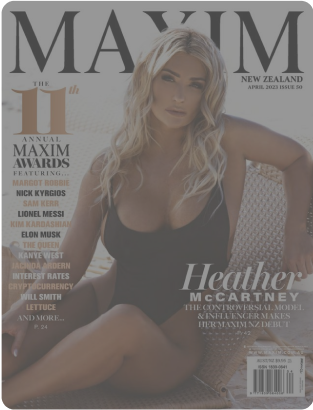 MAXIM
NEW ZEALAND
APRIL 2023 ISSUE 50
THE
11th
ANNUAL
MAXIM
AWARDS
FEATURING...
MARGOT ROBBIE
NICK KYRGIOS
SAM KERR
LIONEL MESSI
KIM KARDASHIAN
ELON MUSK
THE QUEEN
KANYE WEST
JACINDA ARDERN
INTEREST RATES
CRYPTOCURRENCY
WILL SMITH
LETTUCE
AND MORE...
P. 24
Heather
McCARTNEY
THE CONTROVERSIAL MODEL
& INFLUENCER MAKES
HER MAXIM NZ DEBUT